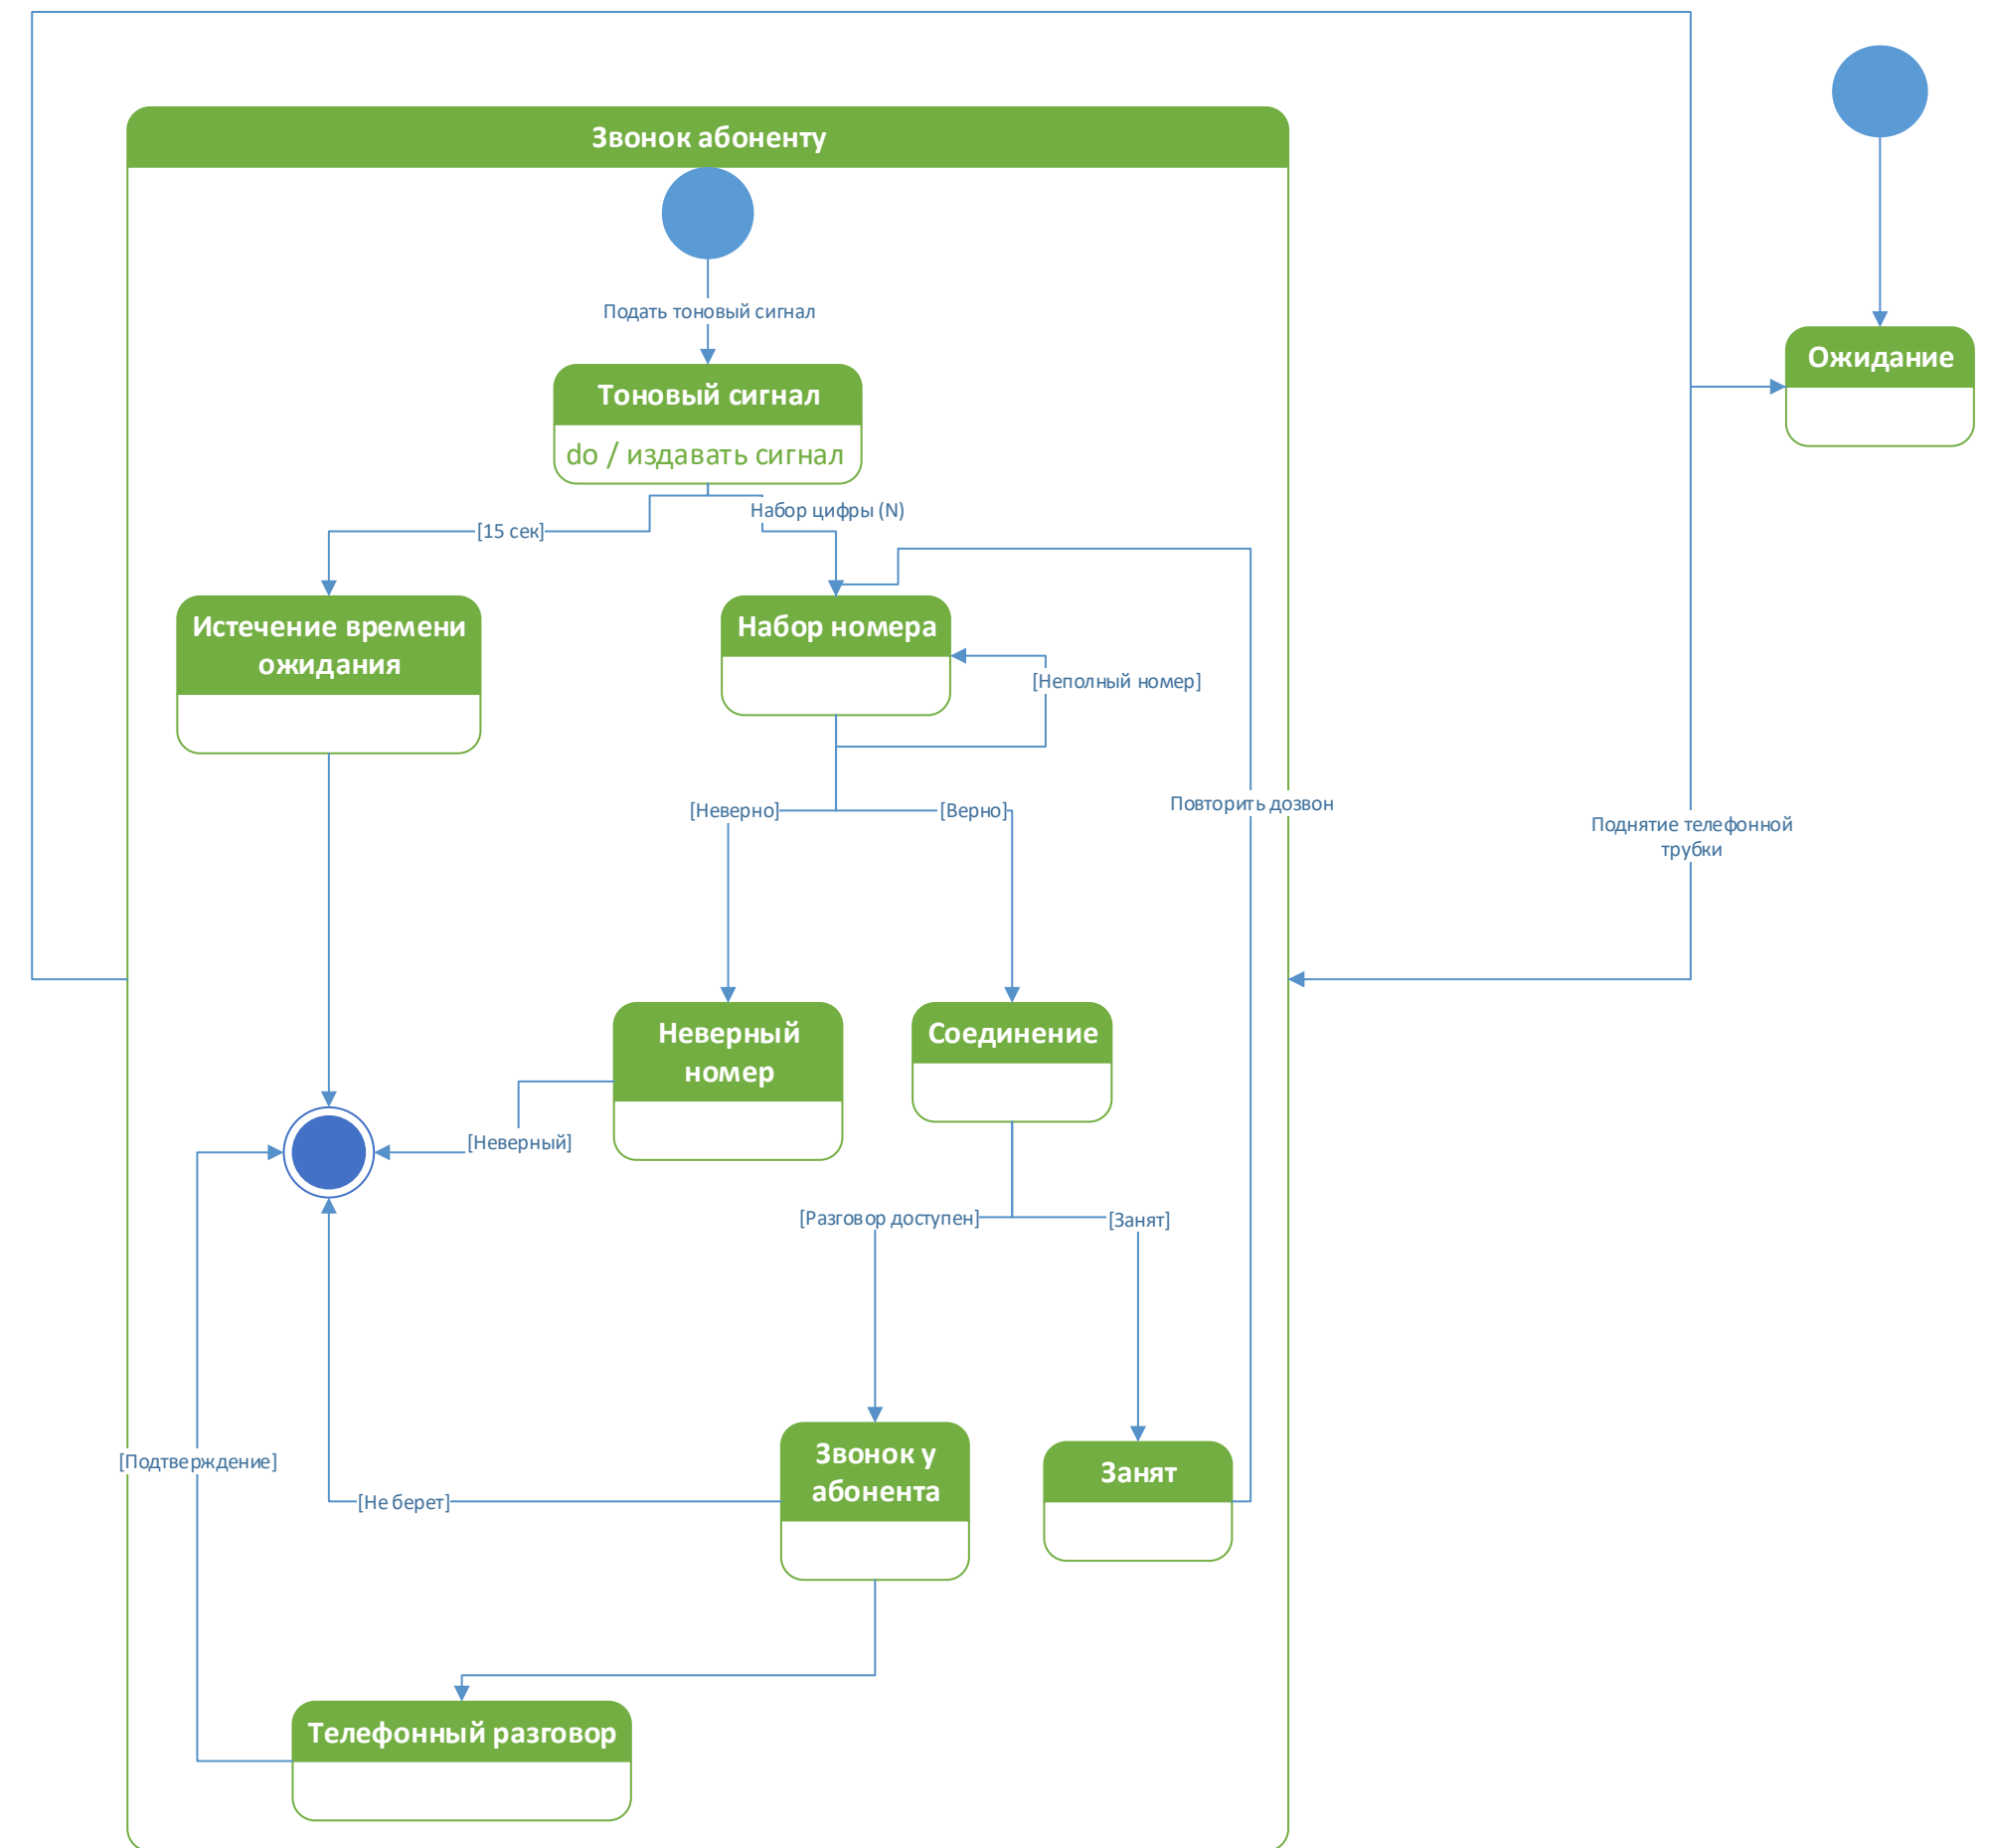 Звонок абоненту
Подать тоновый сигнал
Ожидание
Тоновый сигнал
do / издавать сигнал
Набор цифры (N)
[15 сек]
Истечение времени
ожидания
Набор номера
[Неполный номер]
[Неверно]
[Верно]
Повторить дозвон
Поднятие телефонной
трубки
Неверный
номер
Соединение
[Неверный]
[Разговор доступен]
[Занят]
Звонок у
абонента
Занят
[Подтверждение]
[Не берет]
Телефонный разговор